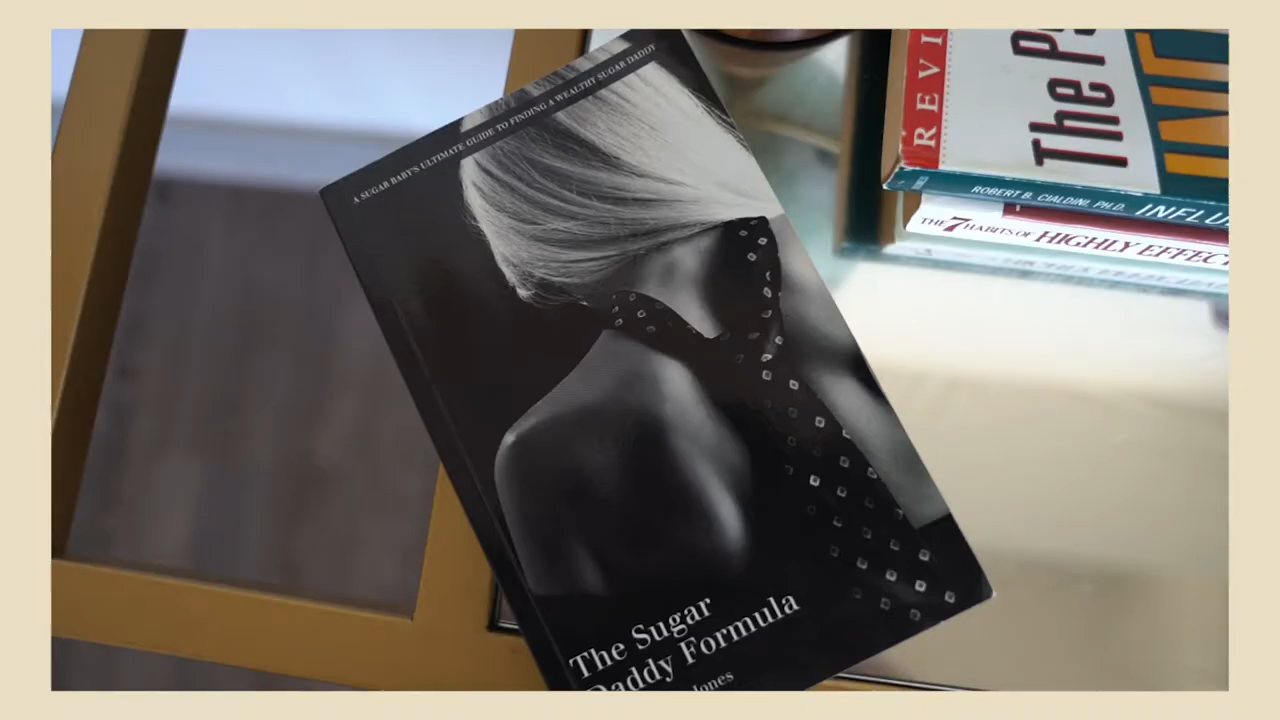 A SUGAR BABY'S ULTIMATE GUIDE TO FINDING A WEALTHY SUGAR DADDY
The Sugar
Daddy Formula
Jones
REVI
The
ROBERT B. CIALDINI, PH.D. INFLU
THE 7 HABITS OF HIGHLY EFFEC